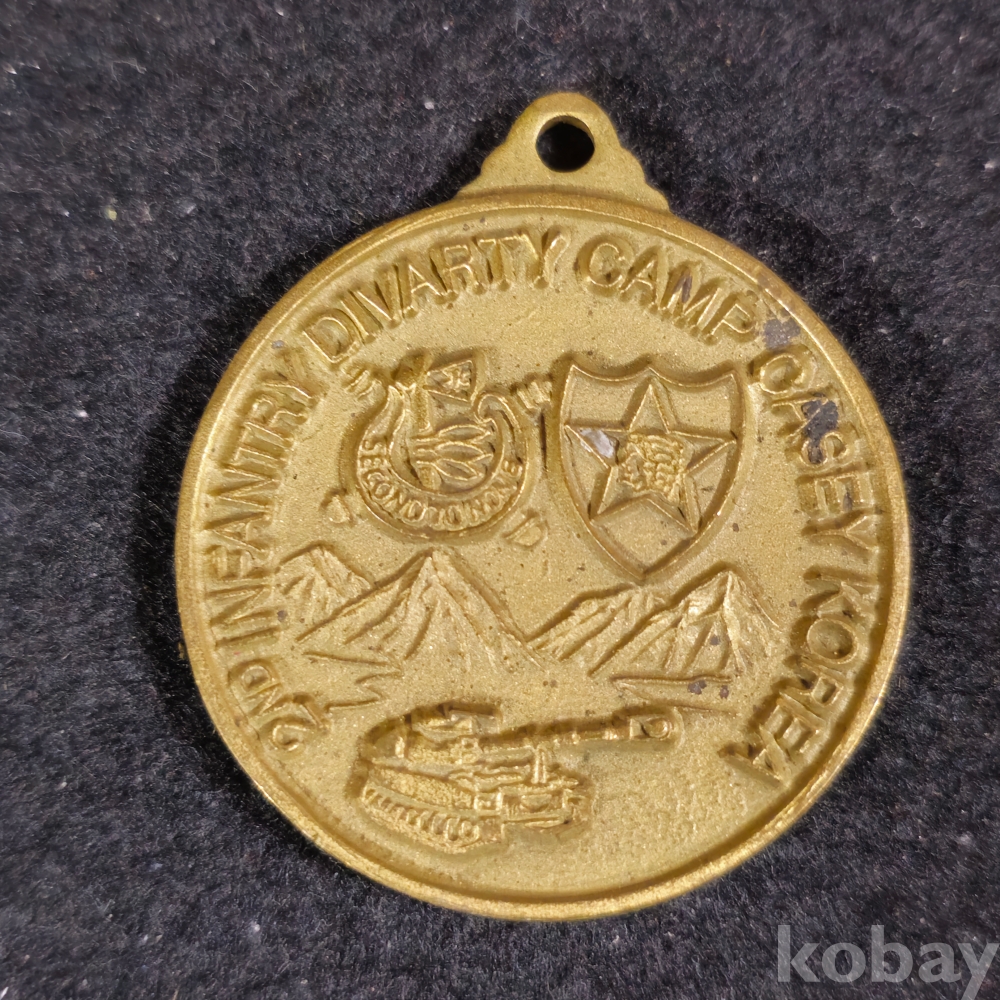 2ND INFANTRY DIVARTY CAMP CASEY KOREA
SECOND TO NONE
kobay